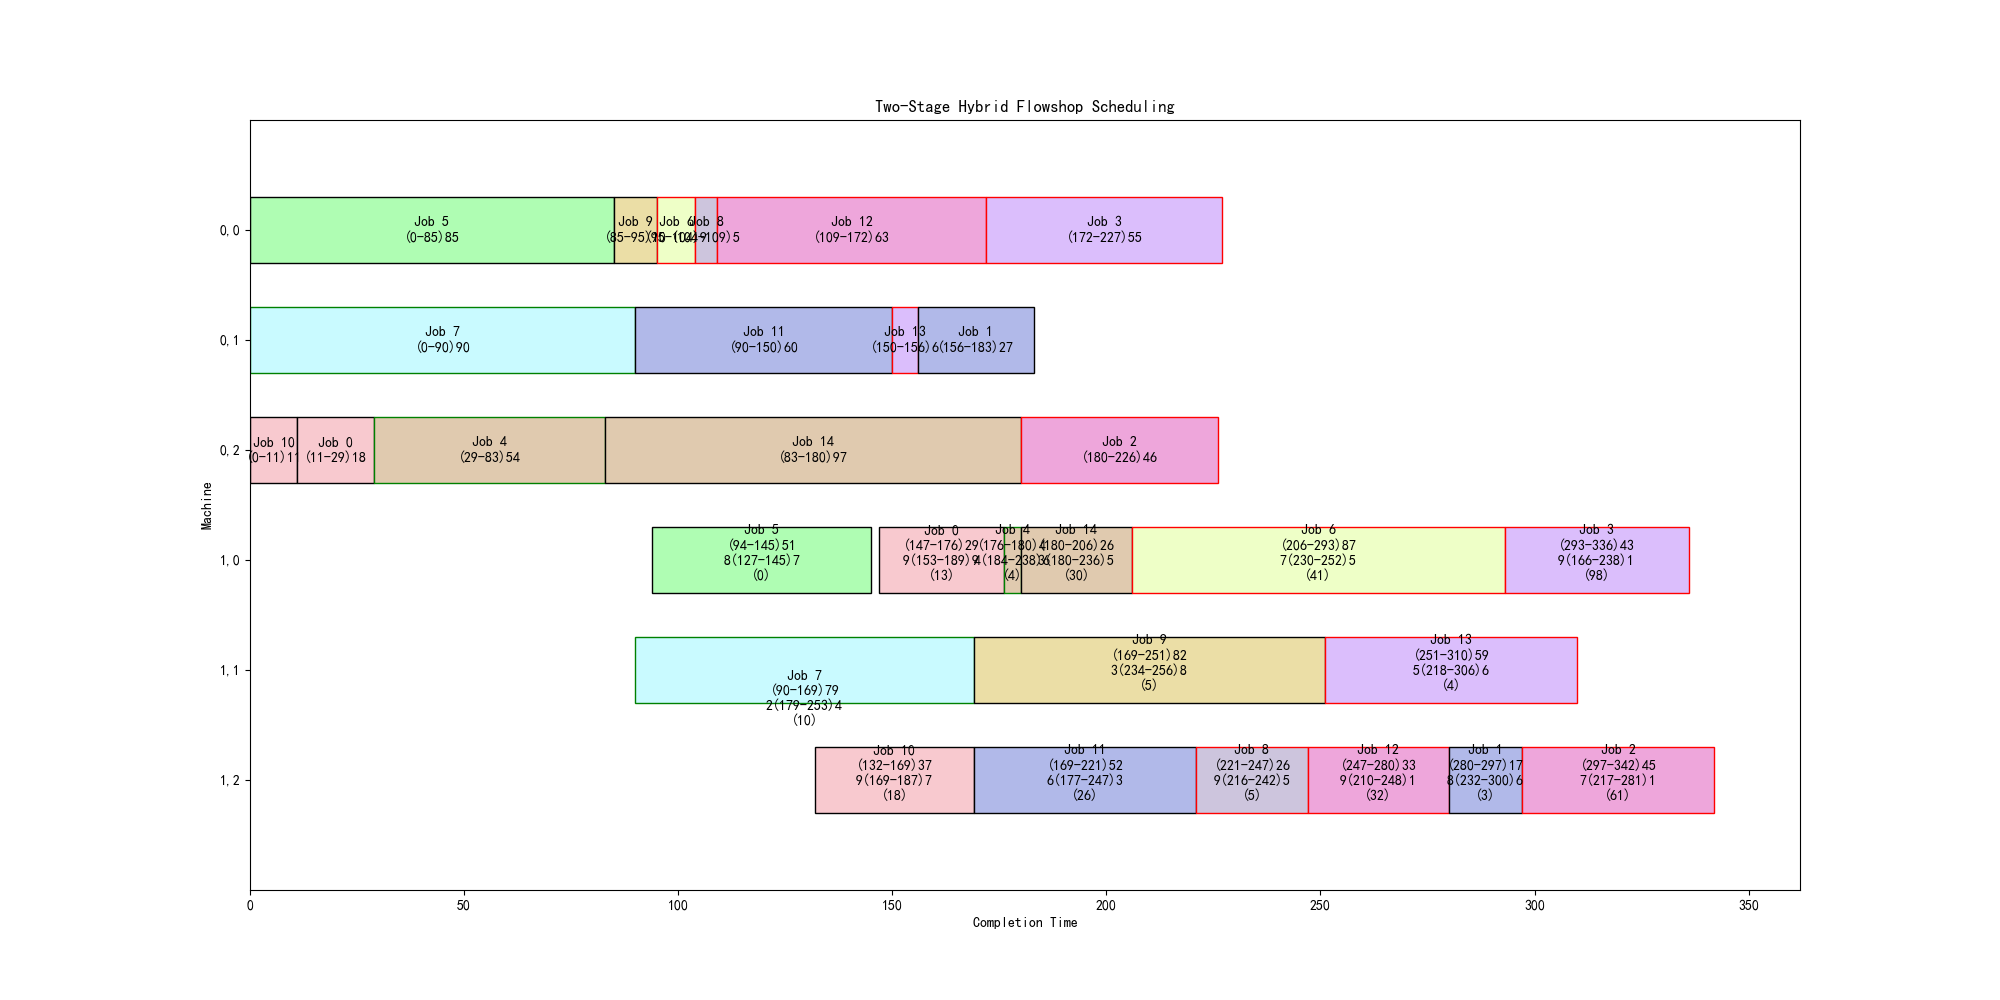 Two-Stage Hybrid Flowshop Scheduling
0,0
Job 5
(0-85)85
Job 9
(85-95)10
Job 6
(95-104)9
Job 8
(104-109)5
Job 12
(109-172)63
Job 3
(172-227)55
0,1
Job 7
(0-90)90
Job 11
(90-150)60
Job 13
(150-156)6
Job 1
(156-183)27
0,2
Job 10
(0-11)11
Job 0
(11-29)18
Job 4
(29-83)54
Job 14
(83-180)97
Job 2
(180-226)46
Machine
1,0
Job 5
(94-145)51
8(127-145)7
(0)
Job 0
(147-176)29
9(153-189)9
(13)
Job 4
(176-180)4
4(184-238)6
(4)
Job 14
(180-206)26
(180-236)5
(30)
Job 6
(206-293)87
7(230-252)5
(41)
Job 3
(293-336)43
9(166-238)1
(98)
1,1
Job 7
(90-169)79
2(179-253)4
(10)
Job 9
(169-251)82
3(234-256)8
(5)
Job 13
(251-310)59
5(218-306)6
(4)
1,2
Job 10
(132-169)37
9(169-187)7
(18)
Job 11
(169-221)52
6(177-247)3
(26)
Job 8
(221-247)26
9(216-242)5
(5)
Job 12
(247-280)33
9(210-248)1
(32)
Job 1
(280-297)17
8(232-300)6
(3)
Job 2
(297-342)45
7(217-281)1
(61)
0
50
100
150
200
250
300
350
Completion Time